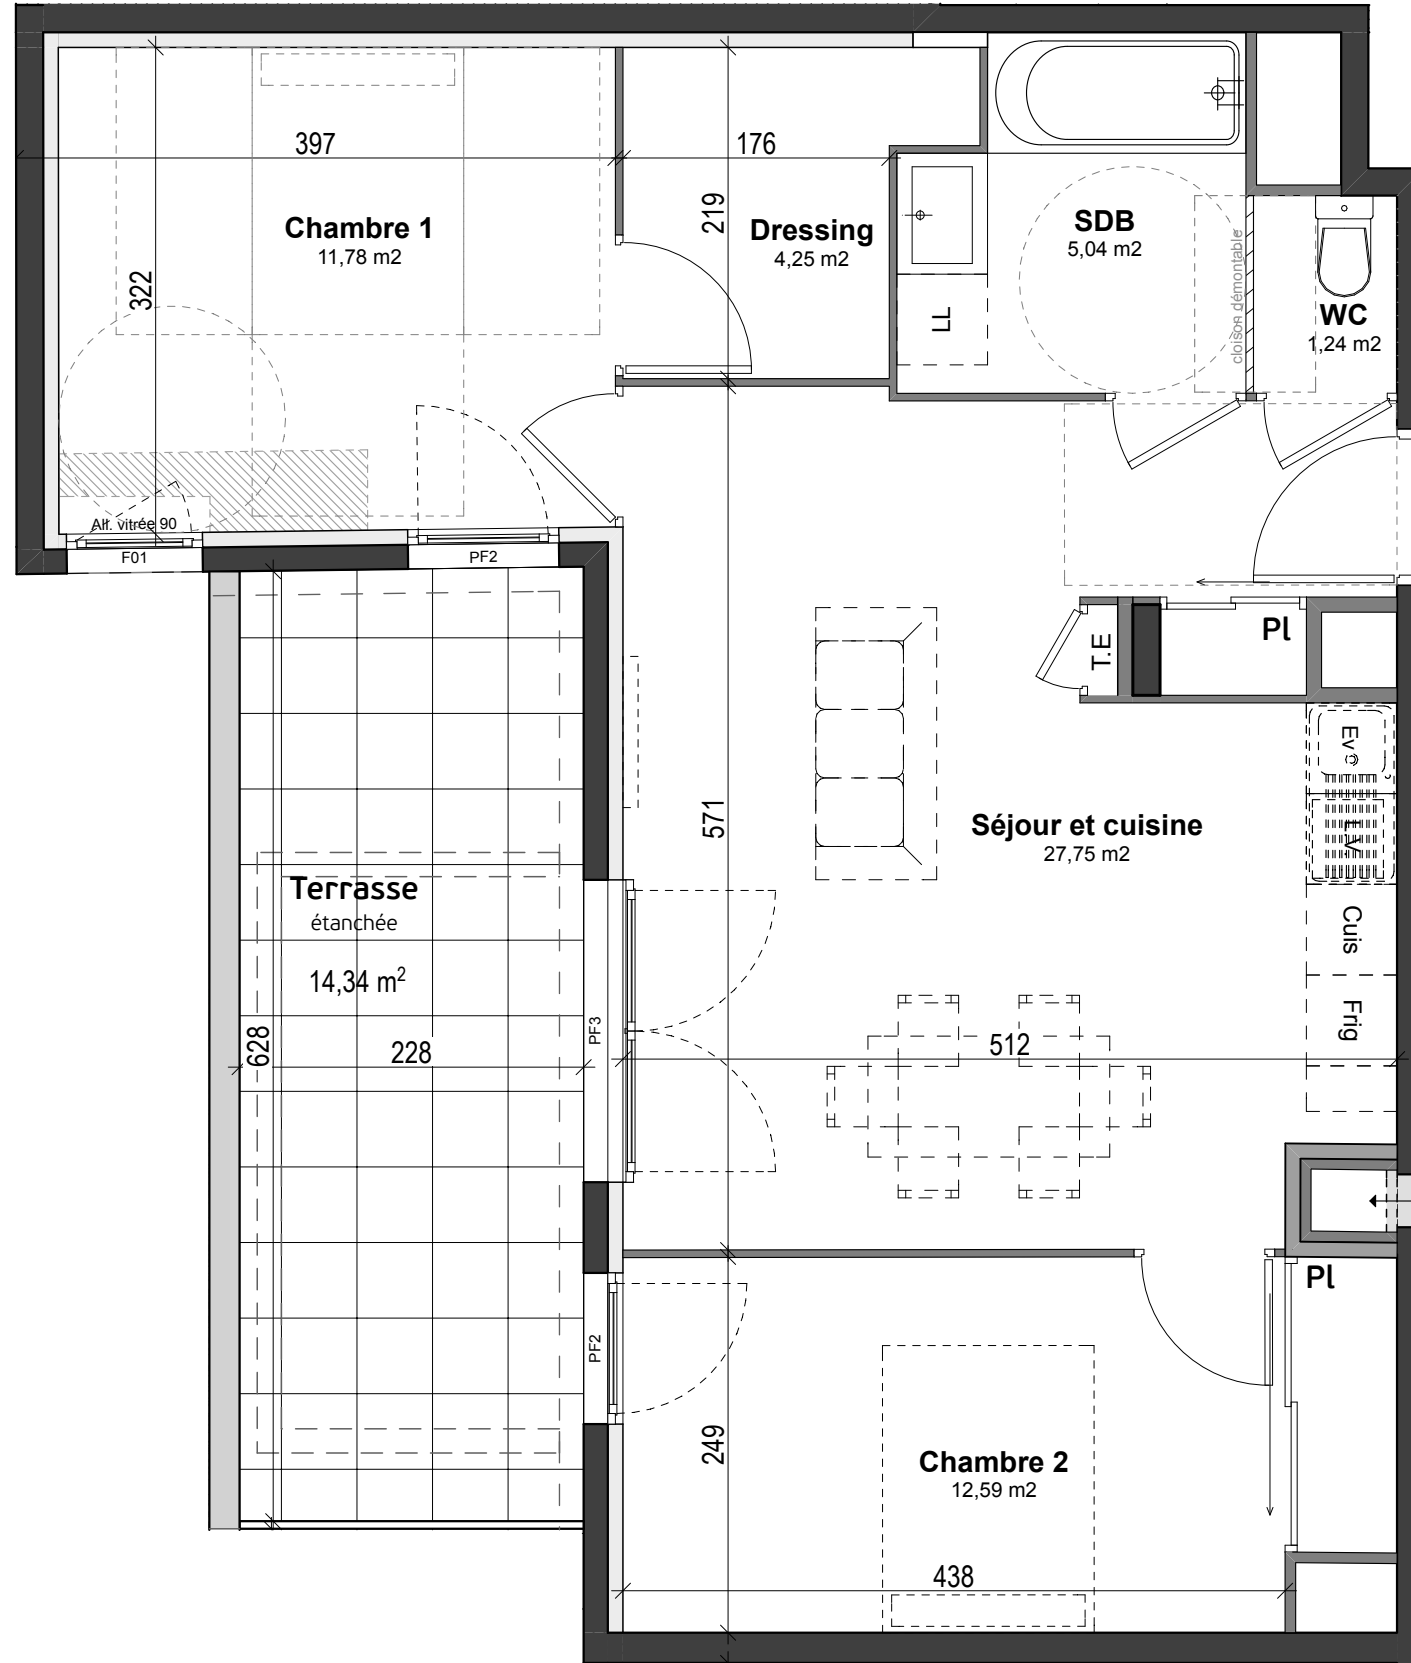 397
176
322
219
Chambre 1
11,78 m2
Dressing
4,25 m2
SDB
5,04 m2
cloison démontable
WC
1,24 m2
LL
All. vitrée 90
F01
PF2
T.E
Pl
Ev
LV
Cuis
Frig
571
Séjour et cuisine
27,75 m2
Terrasse
étanchée
14,34 m²
628
228
PF3
512
PF2
Pl
249
Chambre 2
12,59 m2
438